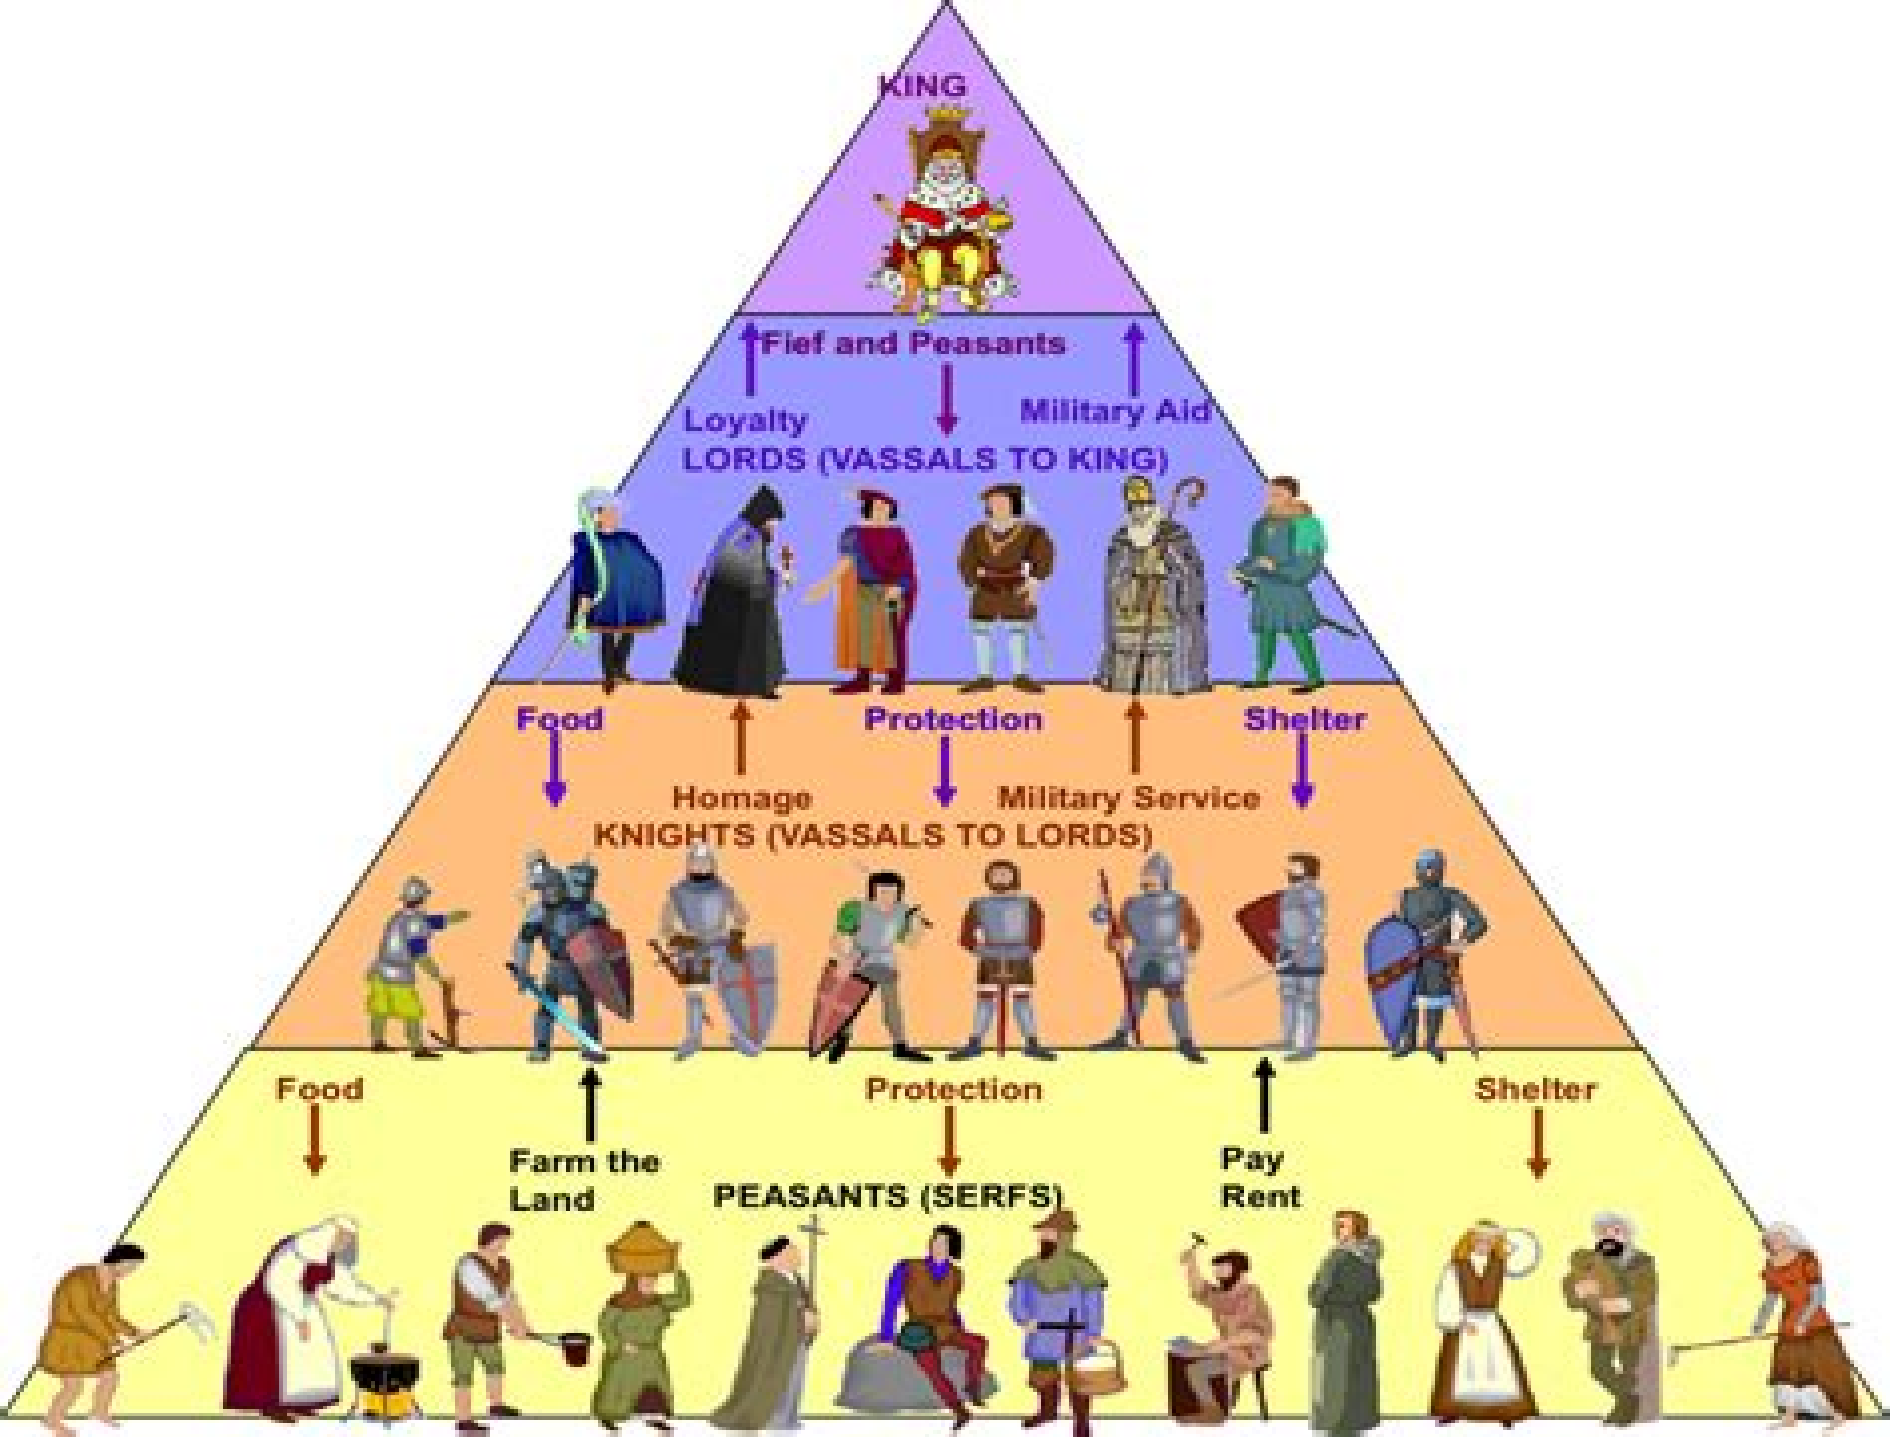 KING
Fief and Peasants
Loyalty
Military Aid
LORDS (VASSALS TO KING)
Food
Protection
Shelter
Homage
Military Service
KNIGHTS (VASSALS TO LORDS)
Food
Protection
Shelter
Farm the
Land
Pay
Rent
PEASANTS (SERFS)